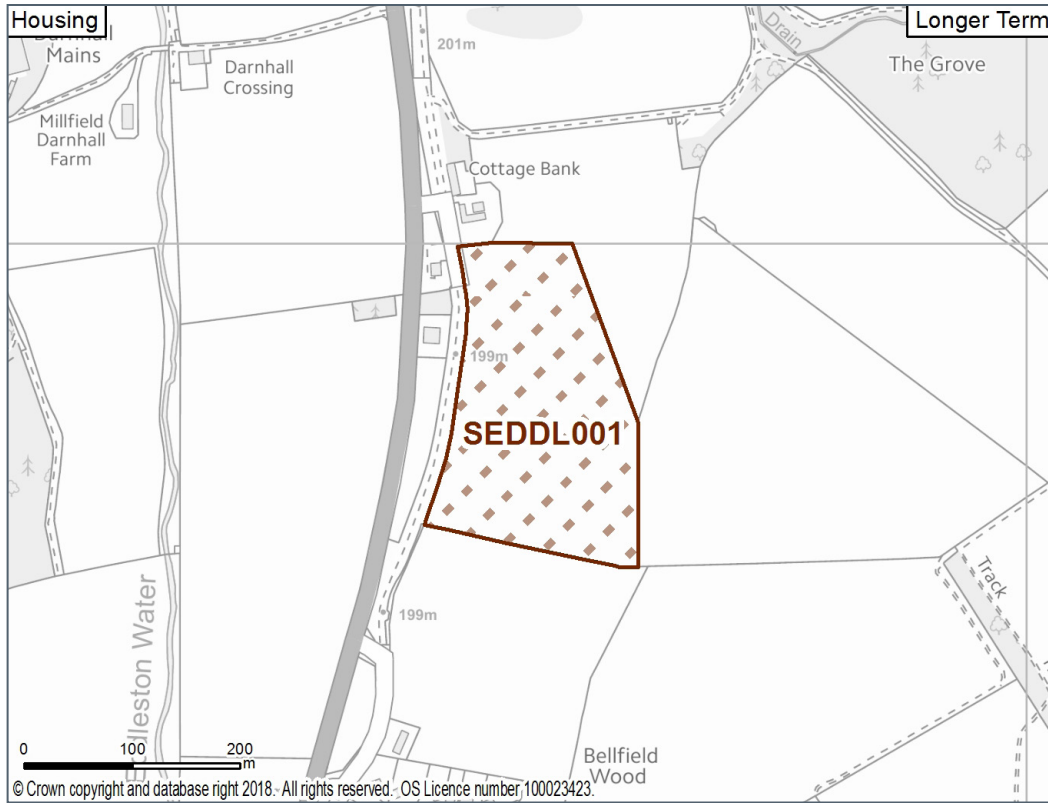 Housing
Longer Term
Mains
Darnhall
Crossing
Millfield
Darnhall
Farm
201m
Drain
The Grove
Cottage Bank
199m
SEDDL001
199m
Track
Bellfield
Wood
0 100 200
m
© Crown copyright and database right 2018. All rights reserved. OS Licence number 100023423.